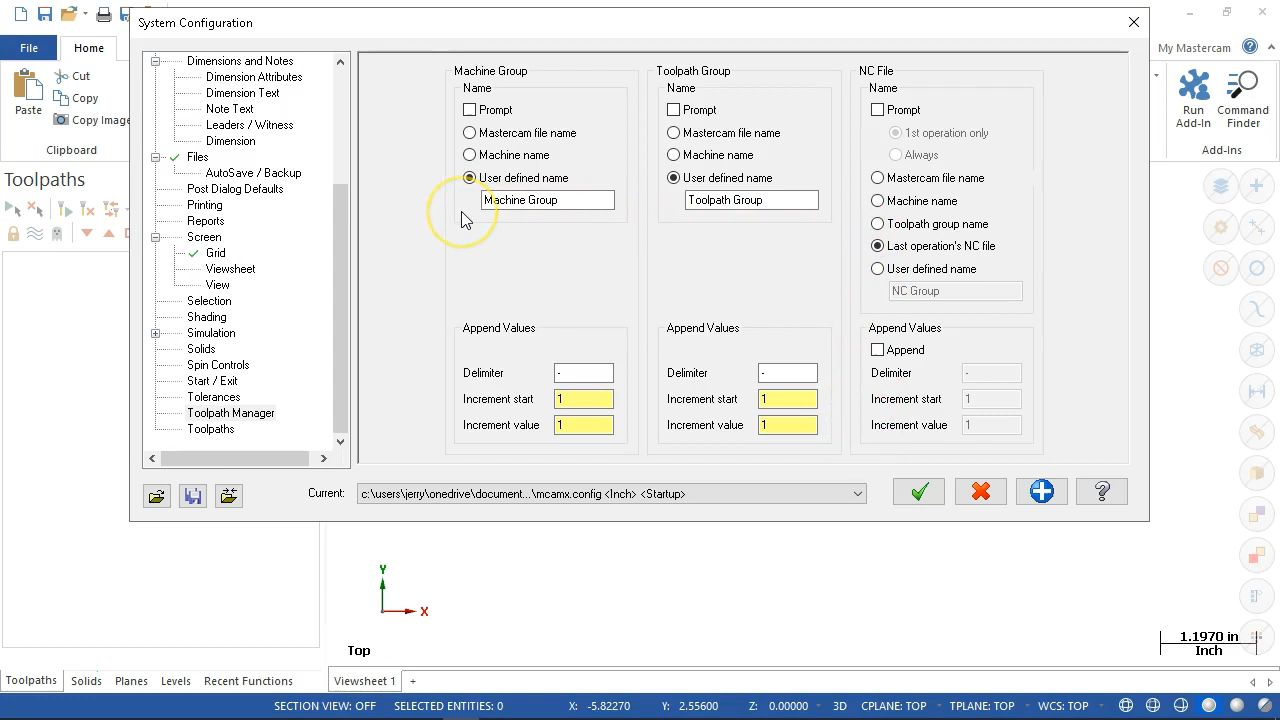 System Configuration
File
Home
My Mastercam
Paste
Cut
Copy
Copy Image
Clipboard
Run Add-In
Command Finder
Add-Ins
Toolpaths
Dimensions and Notes
Dimension Attributes
Dimension Text
Note Text
Leaders / Witness
Dimension
Files
AutoSave / Backup
Post Dialog Defaults
Printing
Reports
Screen
Grid
Viewsheet
View
Selection
Shading
Simulation
Solids
Spin Controls
Start / Exit
Tolerances
Toolpath Manager
Toolpaths
Machine Group
Name
Prompt
Mastercam file name
Machine name
User defined name
Machine Group
Append Values
Delimiter -
Increment start 1
Increment value 1
Toolpath Group
Name
Prompt
Mastercam file name
Machine name
User defined name
Toolpath Group
Append Values
Delimiter -
Increment start 1
Increment value 1
NC File
Name
Prompt
1st operation only
Always
Mastercam file name
Machine name
Toolpath group name
Last operation's NC file
User defined name
NC Group
Append Values
Append
Delimiter -
Increment start 1
Increment value 1
Current: c:\users\jerry\onedrive\document...\mcamx.config <Inch> <Startup>
Y
X
Top
1.1970 in
Inch
Toolpaths Solids Planes Levels Recent Functions
Viewsheet 1 +
SECTION VIEW: OFF SELECTED ENTITIES: 0 X: -5.82270 Y: 2.55600 Z: 0.00000 3D CPLANE: TOP TPLANE: TOP WCS: TOP